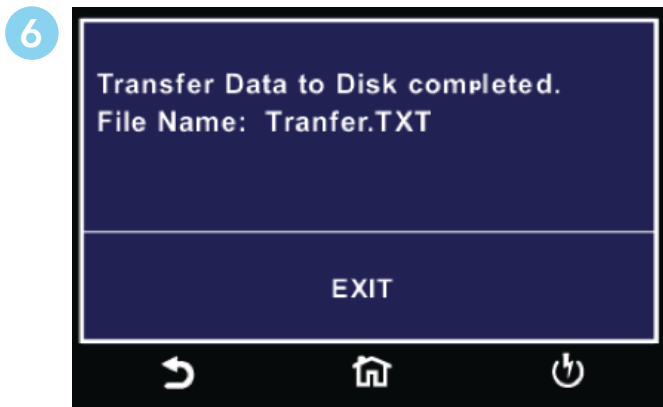 6
Transfer Data to Disk completed.
File Name: Tranfer.TXT
EXIT